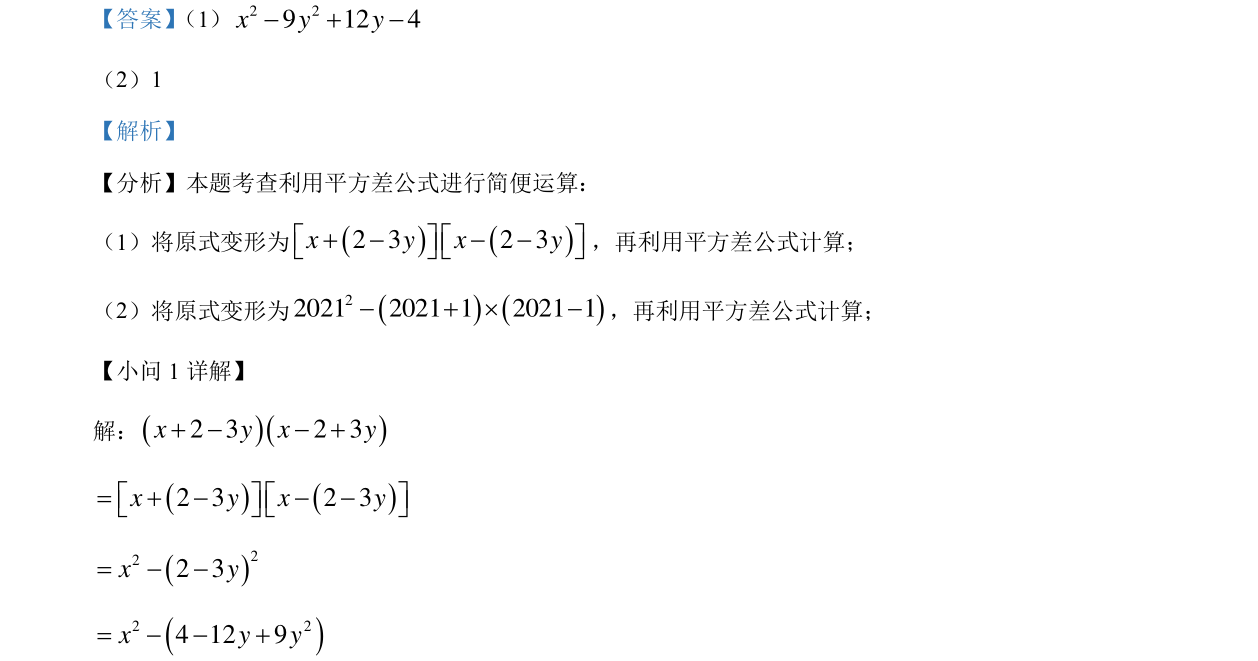 【答案】（1） x² − 9y² + 12y − 4
（2）1
【解析】
【分析】本题考查利用平方差公式进行简便运算：
（1）将原式变形为[x+(2−3y)][x−(2−3y)]，再利用平方差公式计算；
（2）将原式变形为2021²−(2021+1)×(2021−1)，再利用平方差公式计算；
【小问 1 详解】
解：(x+2−3y)(x−2+3y)
=[x+(2−3y)][x−(2−3y)]
=x²−(2−3y)²
=x²−(4−12y+9y²)